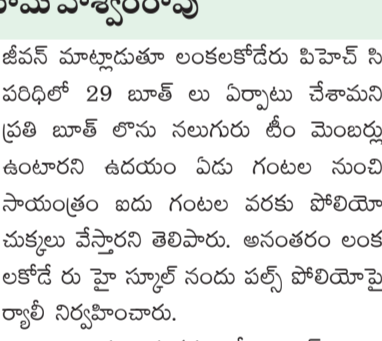 జీవన్ మాట్లాడుతూ లంకలకోడేరు పిహెచ్ సి
పరిధిలో 29 బూత్ లు ఏర్పాటు చేశామని
ప్రతి బూత్ లొను నలుగురు టీం మెంబర్లు
ఉంటారని ఉదయం ఏడు గంటల నుంచి
సాయంత్రం ఐదు గంటల వరకు పోలియో
చుక్కలు వేస్తారని తెలిపారు. అనంతరం లంక
లకోడే రు హై స్కూల్ నందు పల్స్ పోలియోపై
ర్యాలీ నిర్వహించారు.